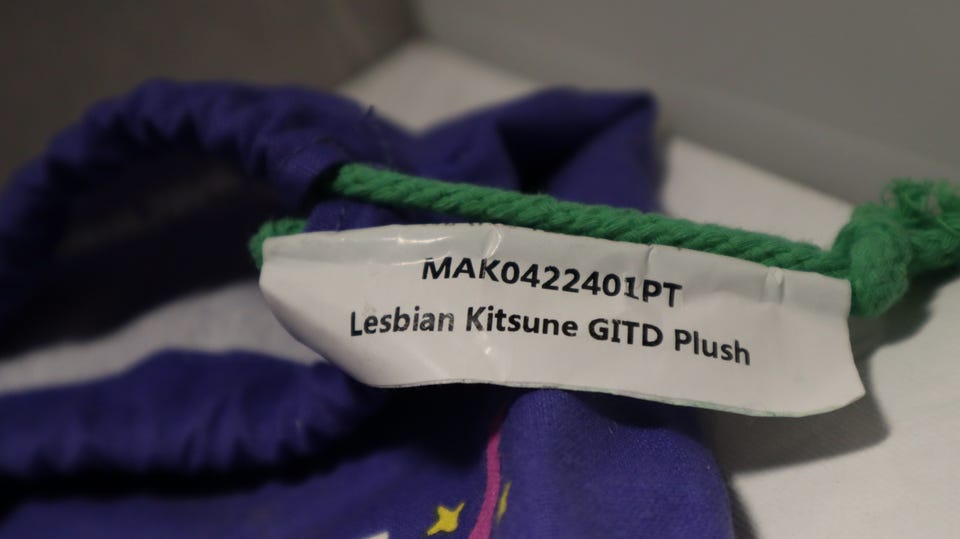 MAK0422401PT
Lesbian Kitsune GITD Plush